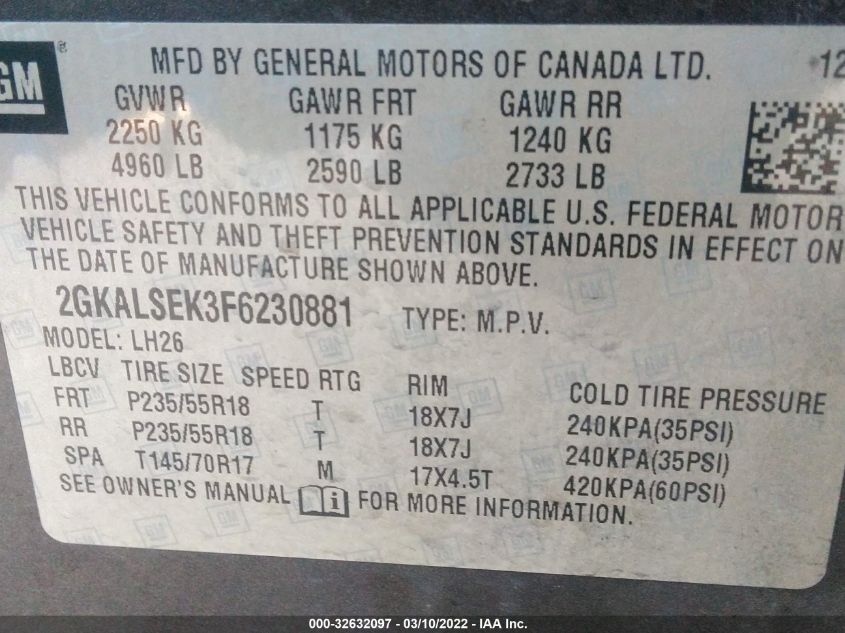 GM®
MFD BY GENERAL MOTORS OF CANADA LTD. 12
GVWR GAWR FRT GAWR RR
2250 KG 1175 KG 1240 KG
4960 LB 2590 LB 2733 LB
THIS VEHICLE CONFORMS TO ALL APPLICABLE U.S. FEDERAL MOTOR
VEHICLE SAFETY AND THEFT PREVENTION STANDARDS IN EFFECT ON
THE DATE OF MANUFACTURE SHOWN ABOVE.
2GKALSEK3F6230881 TYPE: M.P.V.
MODEL: LH26
LBCV TIRE SIZE SPEED RTG RIM COLD TIRE PRESSURE
FRT P235/55R18 T 18X7J 240KPA(35PSI)
RR P235/55R18 T 18X7J 240KPA(35PSI)
SPA T145/70R17 M 17X4.5T 420KPA(60PSI)
SEE OWNER'S MANUAL i FOR MORE INFORMATION.
000-32632097 - 03/10/2022 - IAA Inc.